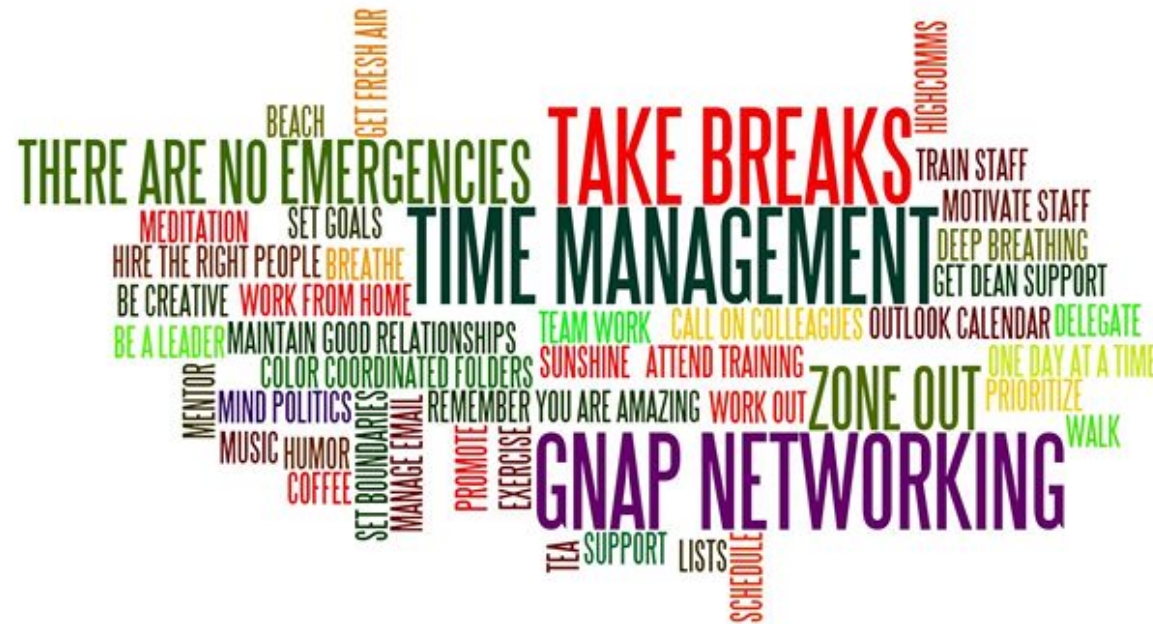 GET FRESH AIR
HIGHCOMMS
BEACH
THERE ARE NO EMERGENCIES
TAKE BREAKS
TRAIN STAFF
MEDITATION
SET GOALS
TIME MANAGEMENT
MOTIVATE STAFF
DEEP BREATHING
HIRE THE RIGHT PEOPLE
BREATHE
GET DEAN SUPPORT
BE CREATIVE
WORK FROM HOME
BE A LEADER
MAINTAIN GOOD RELATIONSHIPS
TEAM WORK
CALL ON COLLEAGUES
OUTLOOK CALENDAR
DELEGATE
COLOR COORDINATED FOLDERS
SUNSHINE
ATTEND TRAINING
ONE DAY AT A TIME
MENTOR
MIND POLITICS
SET BOUNDARIES
MANAGE EMAIL
REMEMBER YOU ARE AMAZING
WORK OUT
ZONE OUT
PRIORITIZE
WALK
MUSIC
HUMOR
COFFEE
PROMOTE
EXERCISE
GNAP NETWORKING
TEA
SUPPORT
LISTS
SCHEDULE